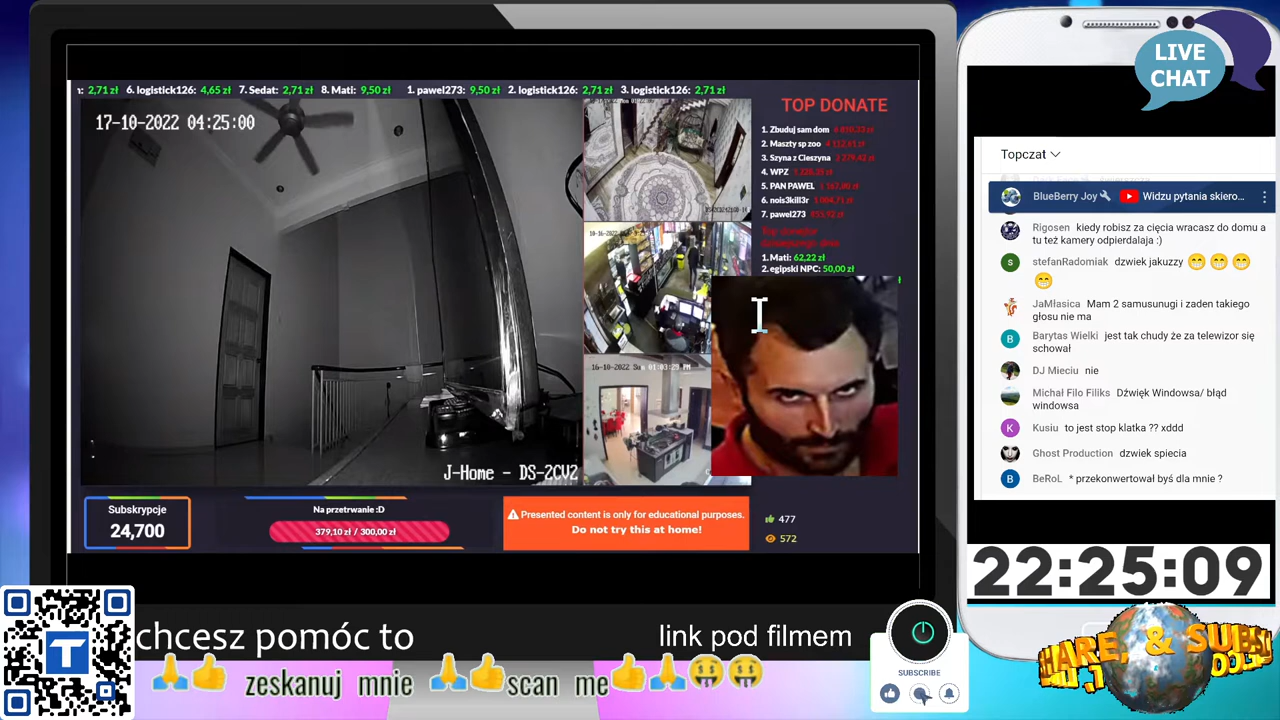 2,71 zł 6. logistick126: 4,65 zł 7. Sedat: 2,71 zł 8. Mati: 9,50 zł 1. pawel273: 9,50 zł 2. logistick126: 2,71 zł 3. logistick126: 2,71 zł
17-10-2022 04:25:00
J-Home - DS-2CV2
TOP DONATE
1. Zbuduj sam dom
2. Maszty sp zoo
3. Szyna z Cieszyna
4. WPZ
5. PAN PAWEL
6. nois3kill3r
7. pawel273
1. Mati: 62,22 zł
2. egipski NPC: 50,00 zł
Subskrypcje
24,700
Na przetrwanie :D
379,10 zł / 300,00 zł
Presented content is only for educational purposes.
Do not try this at home!
477
572
chcesz pomóc to
link pod filmem
zeskanuj mnie
scan me
T
SUBSCRIBE
LIVE
CHAT
Topczat
BlueBerry Joy Widzu pytania skiero...
Rigosen kiedy robisz za cięcia wracasz do domu a
tu też kamery odpierdalaja :)
stefanRadomiak dzwiek jakuzzy 😁 😁 😁
😁
JaMłasica Mam 2 samusunugi i zaden takiego
głosu nie ma
Barytas Wielki jest tak chudy że za telewizor się
schował
DJ Mieciu nie
Michał Filo Filiks Dźwięk Windowsa/ błąd
windowsa
Kusiu to jest stop klatka ?? xddd
Ghost Production dzwiek spiecia
BeRoL * przekonwertował byś dla mnie ?
22:25:09